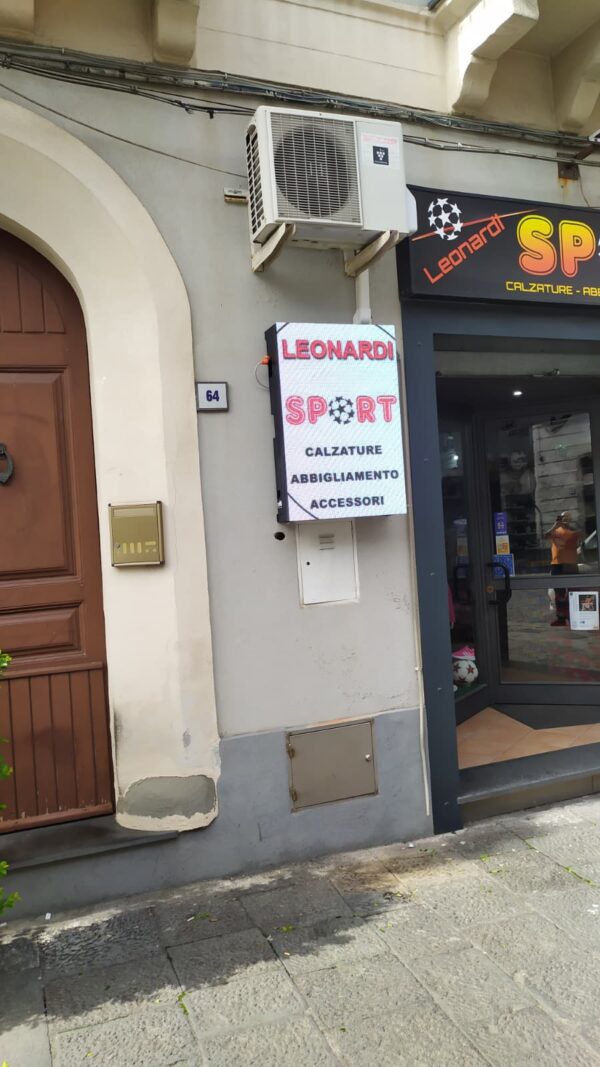 64
LEONARDI
SPORT
CALZATURE
ABBIGLIAMENTO
ACCESSORI
Leonardi
SP
CALZATURE - ABB